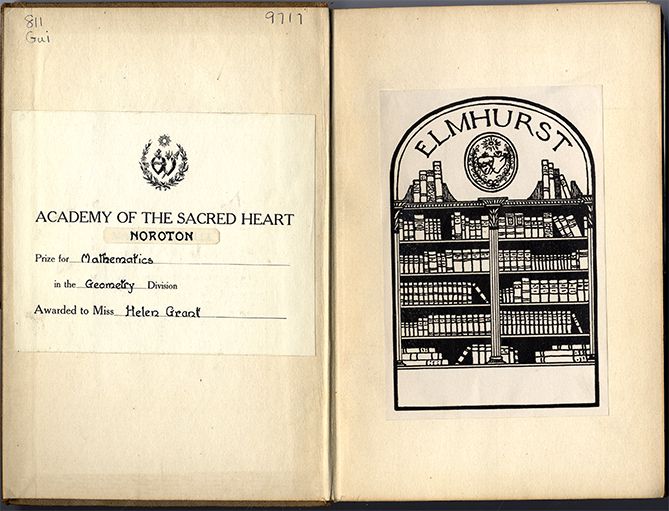 811
Gui
9717
ACADEMY OF THE SACRED HEART
NOROTON
Prize for Mathematics
in the Geometry Division
Awarded to Miss Helen Grant
ELMHURST